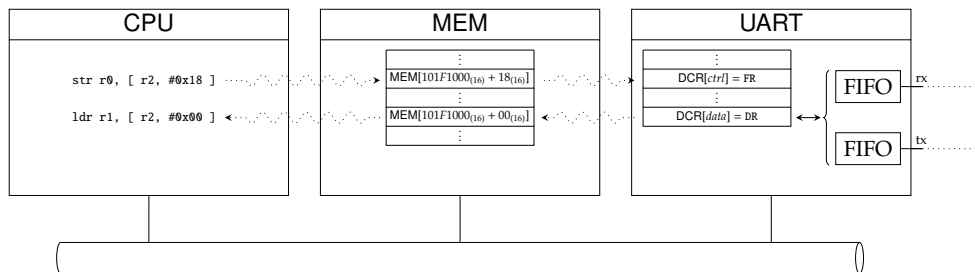 CPU
MEM
UART
⋮
⋮
str r0, [ r2, #0x18 ]
MEM[101F1000(16) + 18(16)]
DCR[ctrl] = FR
FIFO
rx
⋮
⋮
ldr r1, [ r2, #0x00 ]
MEM[101F1000(16) + 00(16)]
DCR[data] = DR
⋮
FIFO
tx